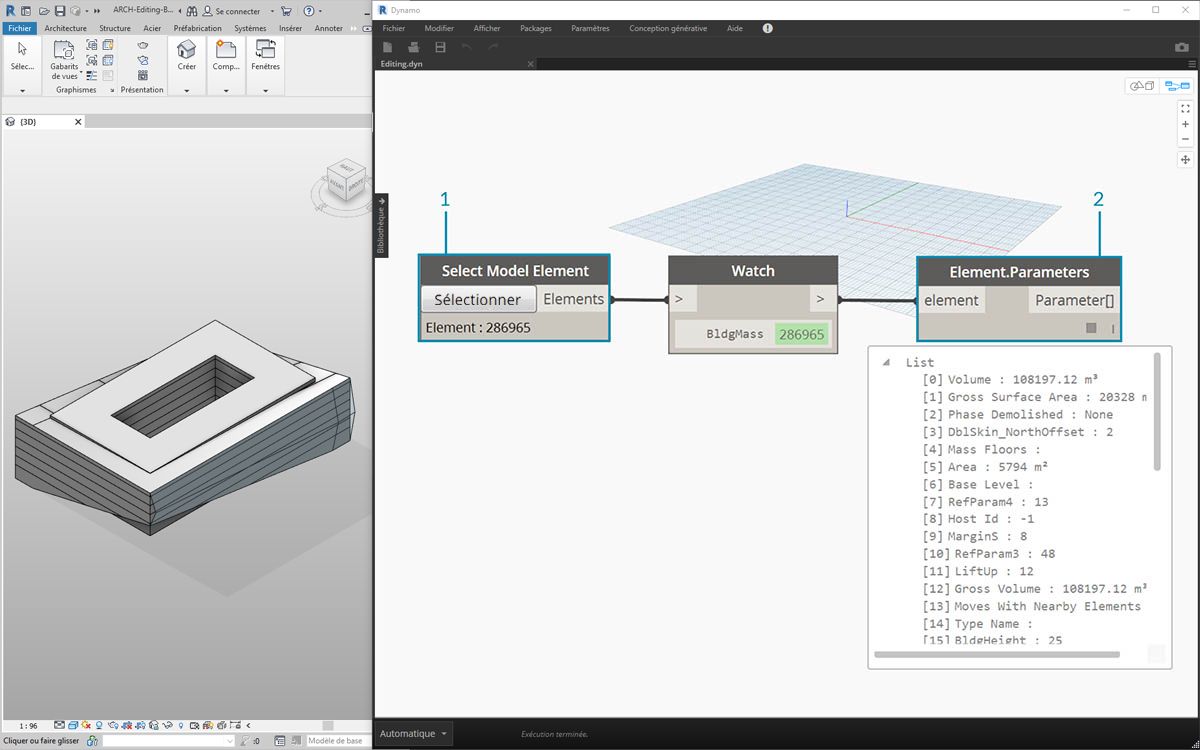 ARCH-Editing-B...
Se connecter
Fichier Architecture Structure Acier Préfabrication Systèmes Insérer Annoter
Sélec...
Gabarits de vues
Créer
Comp...
Fenêtres
Graphismes
Présentation
{3D}
HAUT
DROITE
1 : 96
Cliquer ou faire glisser
:0
Modèle de base
Dynamo
Fichier Modifier Afficher Packages Paramètres Conception générative Aide
Editing.dyn
Bibliothèque
1
2
Select Model Element
Sélectionner Elements
Element : 286965
Watch
> >
BldgMass 286965
Element.Parameters
element Parameter[]
List
[0] Volume : 108197.12 m³
[1] Gross Surface Area : 20328 m
[2] Phase Demolished : None
[3] DblSkin_NorthOffset : 2
[4] Mass Floors :
[5] Area : 5794 m²
[6] Base Level :
[7] RefParam4 : 13
[8] Host Id : -1
[9] MarginS : 8
[10] RefParam3 : 48
[11] LiftUp : 12
[12] Gross Volume : 108197.12 m³
[13] Moves With Nearby Elements
[14] Type Name :
[15] BldgHeight : 25
Automatique
Exécution terminée.